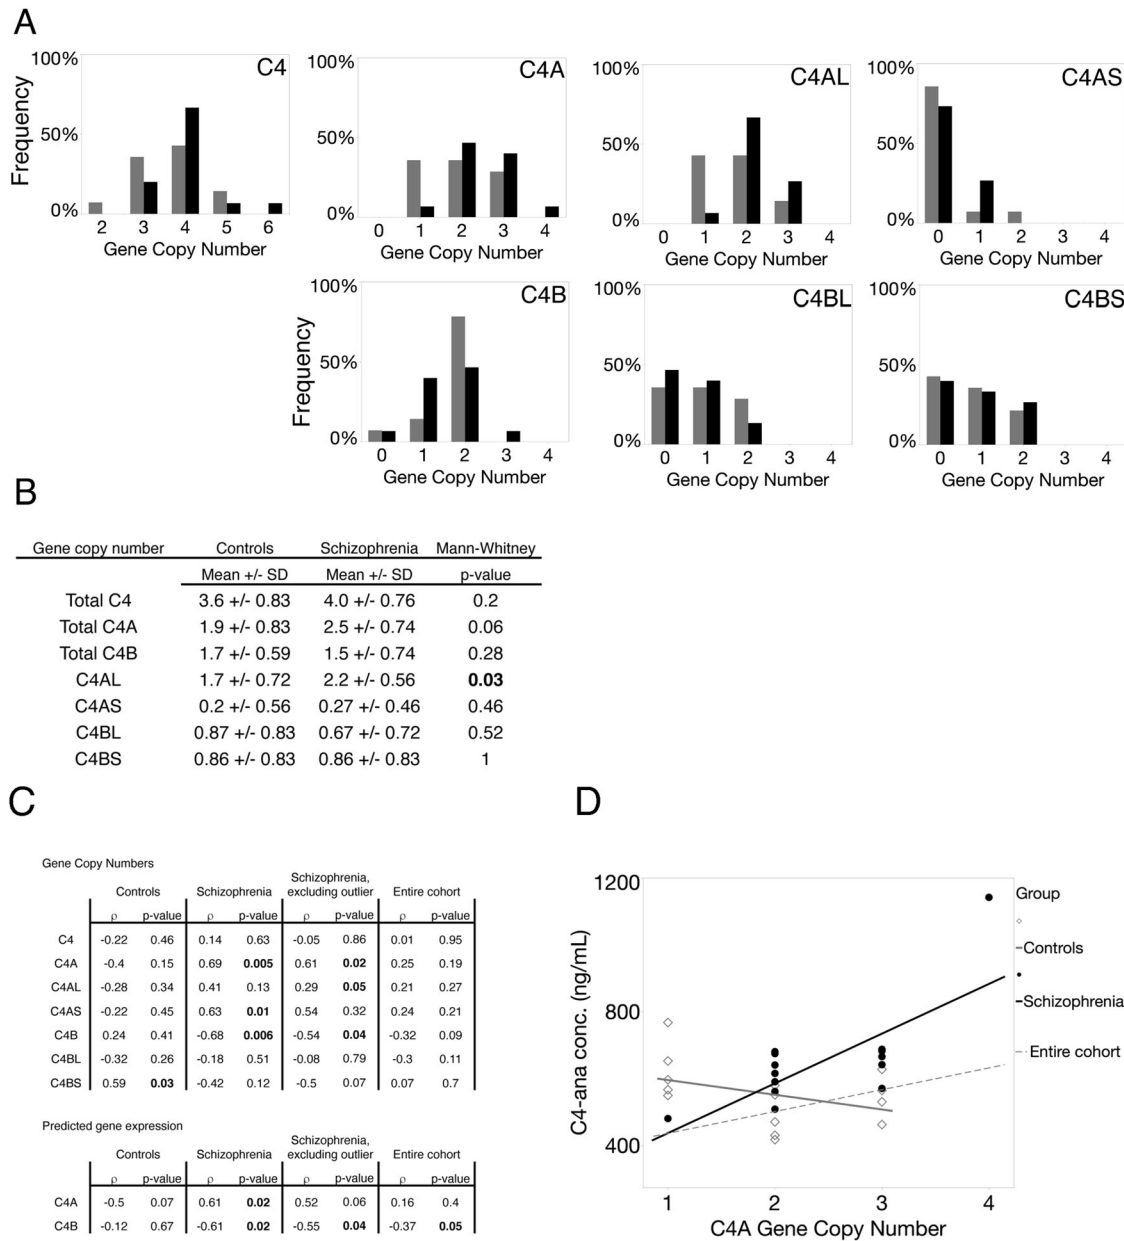 A
100%
50%
0%
Frequency
C4
2 3 4 5 6
Gene Copy Number
100%
50%
0%
C4A
0 1 2 3 4
Gene Copy Number
100%
50%
0%
C4AL
0 1 2 3 4
Gene Copy Number
100%
50%
0%
C4AS
0 1 2 3 4
Gene Copy Number
100%
50%
0%
Frequency
C4B
0 1 2 3 4
Gene Copy Number
100%
50%
0%
C4BL
0 1 2 3 4
Gene Copy Number
100%
50%
0%
C4BS
0 1 2 3 4
Gene Copy Number
B
Gene copy number Controls Schizophrenia Mann-Whitney
Mean +/- SD Mean +/- SD p-value
Total C4 3.6 +/- 0.83 4.0 +/- 0.76 0.2
Total C4A 1.9 +/- 0.83 2.5 +/- 0.74 0.06
Total C4B 1.7 +/- 0.59 1.5 +/- 0.74 0.28
C4AL 1.7 +/- 0.72 2.2 +/- 0.56 0.03
C4AS 0.2 +/- 0.56 0.27 +/- 0.46 0.46
C4BL 0.87 +/- 0.83 0.67 +/- 0.72 0.52
C4BS 0.86 +/- 0.83 0.86 +/- 0.83 1
C
Gene Copy Numbers
Controls Schizophrenia Schizophrenia, excluding outlier Entire cohort
ρ p-value ρ p-value ρ p-value ρ p-value
C4 -0.22 0.46 0.14 0.63 -0.05 0.86 0.01 0.95
C4A -0.4 0.15 0.69 0.005 0.61 0.02 0.25 0.19
C4AL -0.28 0.34 0.41 0.13 0.29 0.05 0.21 0.27
C4AS -0.22 0.45 0.63 0.01 0.54 0.32 0.24 0.21
C4B 0.24 0.41 -0.68 0.006 -0.54 0.04 -0.32 0.09
C4BL -0.32 0.26 -0.18 0.51 -0.08 0.79 -0.3 0.11
C4BS 0.59 0.03 -0.42 0.12 -0.5 0.07 0.07 0.7
Predicted gene expression
Controls Schizophrenia Schizophrenia, excluding outlier Entire cohort
ρ p-value ρ p-value ρ p-value ρ p-value
C4A -0.5 0.07 0.61 0.02 0.52 0.06 0.16 0.4
C4B -0.12 0.67 -0.61 0.02 -0.55 0.04 -0.37 0.05
D
1200
800
400
C4-ana conc. (ng/mL)
1 2 3 4
C4A Gene Copy Number
Group
Controls
Schizophrenia
Entire cohort